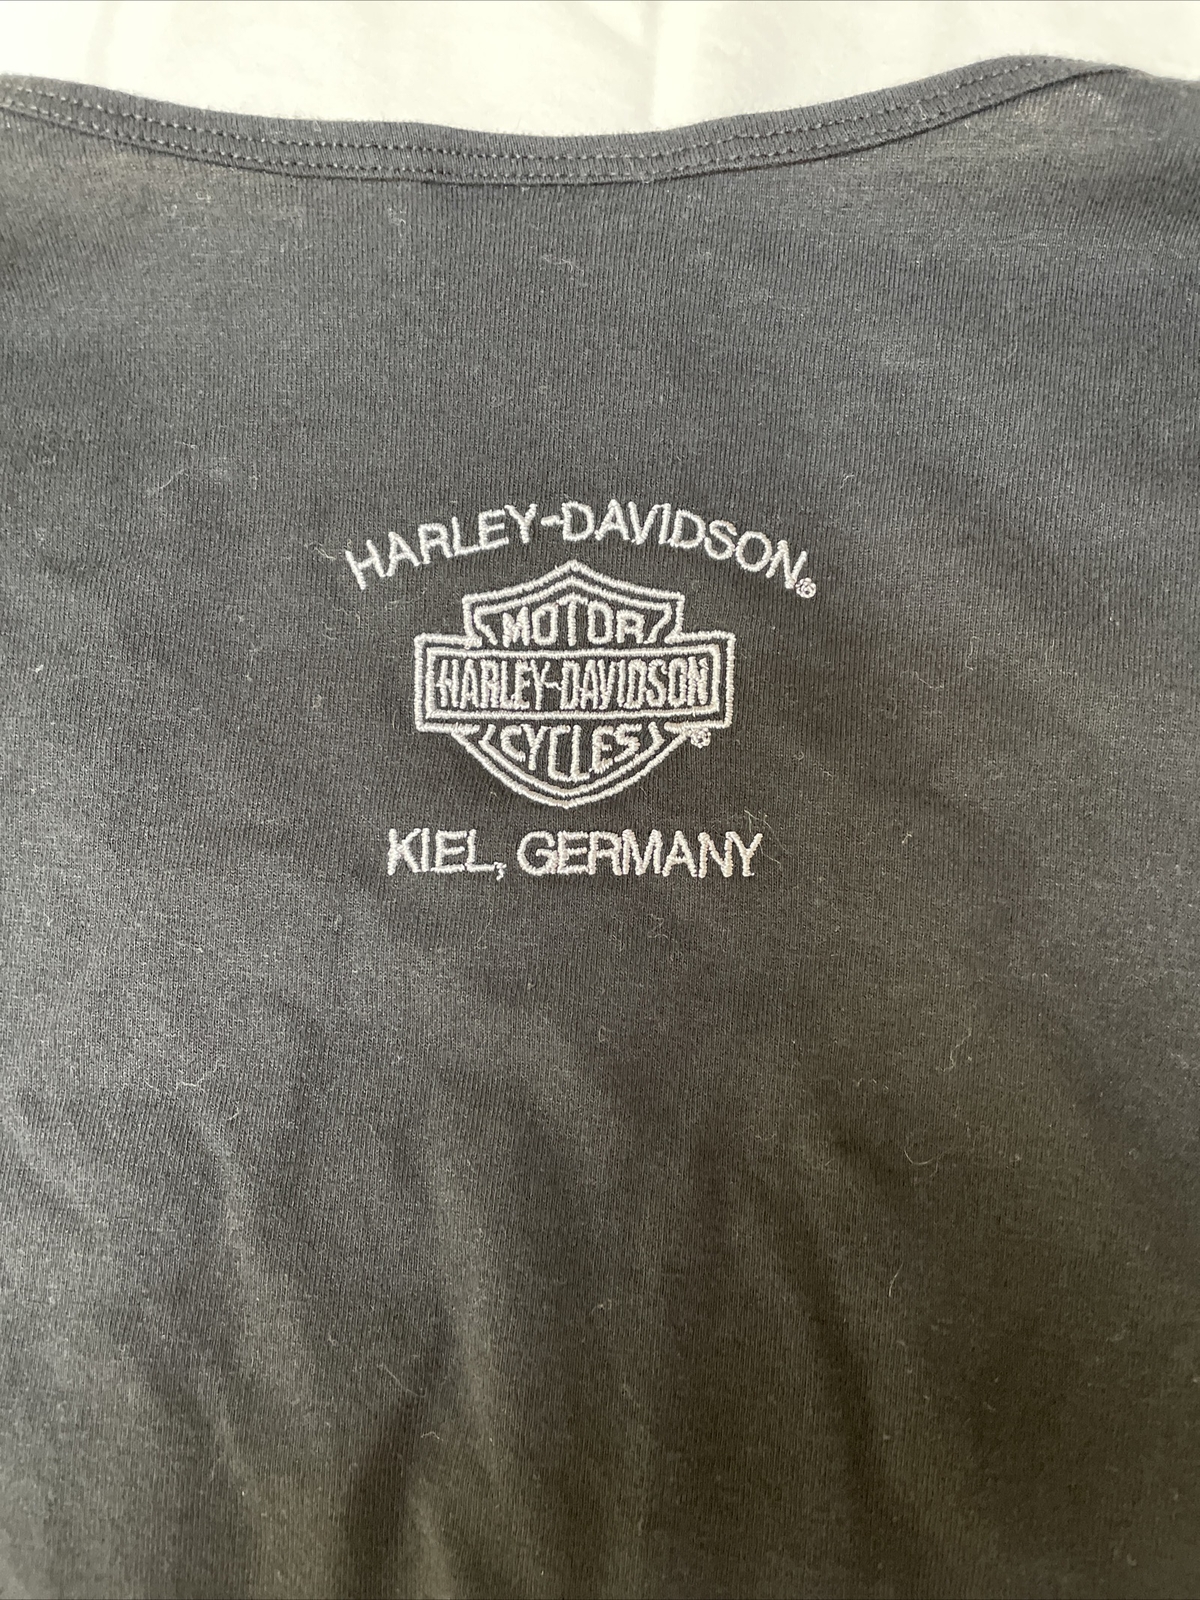 HARLEY-DAVIDSON®
MOTOR
HARLEY-DAVIDSON
CYCLES®
KIEL, GERMANY